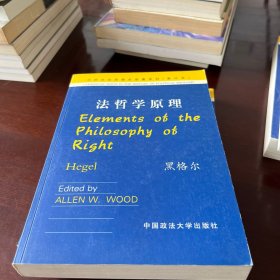 法哲学原理
Elements of the
Philosophy of
Right
Hegel 黑格尔
Edited by
ALLEN W. WOOD
中国政法大学出版社